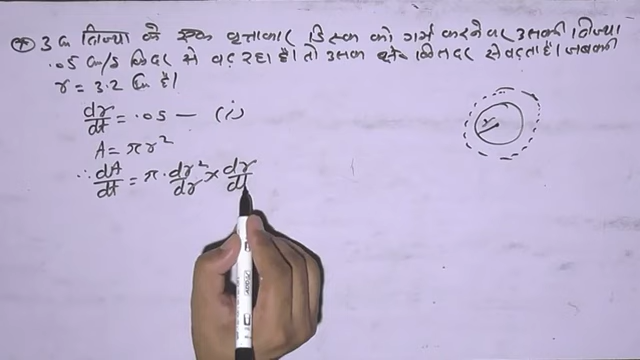 3 cm त्रिज्या के एक वृत्ताकार डिस्क को गर्म करने पर उसकी त्रिज्या
.05 cm/s की दर से बढ़ रहा है। तो उसका क्षे० किस दर से बढ़ता है। जबकी
r = 3.2 cm है।
dr/dt = .05 — (i)
A = πr²
∴ dA/dt = π · dr²/dr × dr/dt
r